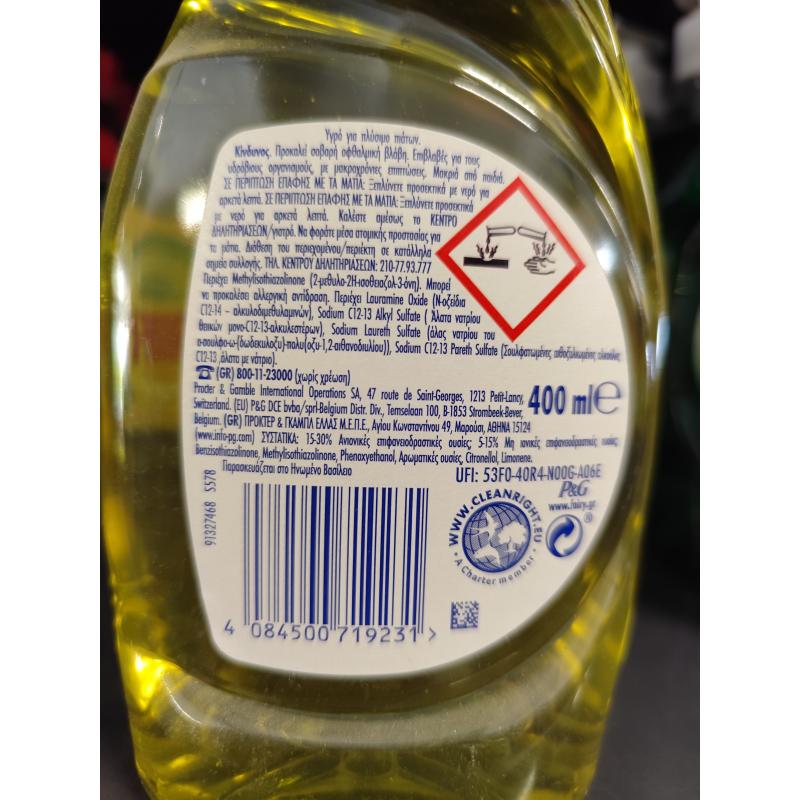 Υγρό για πλύσιμο πιάτων.
Κίνδυνος. Προκαλεί σοβαρή οφθαλμική βλάβη. Επιβλαβές για τους
υδρόβιους οργανισμούς, με μακροχρόνιες επιπτώσεις. Μακριά από παιδιά.
ΣΕ ΠΕΡΙΠΤΩΣΗ ΕΠΑΦΗΣ ΜΕ ΤΑ ΜΑΤΙΑ: Ξεπλύνετε προσεκτικά με νερό για
αρκετά λεπτά. ΣΕ ΠΕΡΙΠΤΩΣΗ ΕΠΑΦΗΣ ΜΕ ΤΑ ΜΑΤΙΑ: Ξεπλύνετε προσεκτικά
με νερό για αρκετά λεπτά. Καλέστε αμέσως το ΚΕΝΤΡΟ
ΔΗΛΗΤΗΡΙΑΣΕΩΝ/γιατρό. Να φοράτε μέσα ατομικής προστασίας για
τα μάτια. Διάθεση του περιεχομένου/περιέκτη σε κατάλληλα
σημεία συλλογής. ΤΗΛ. ΚΕΝΤΡΟΥ ΔΗΛΗΤΗΡΙΑΣΕΩΝ: 210-77.93.777
Περιέχει Methylisothiazolinone (2-μεθυλο-2Η-ισοθειαζολ-3-όνη). Μπορεί
να προκαλέσει αλλεργική αντίδραση. Περιέχει Lauramine Oxide (Ν-οξείδια
C12-14 – αλκυλοδιμεθυλαμινών), Sodium C12-13 Alkyl Sulfate ( Άλατα νατρίου
θειικών μονο-C12-13-αλκυλεστέρων), Sodium Laureth Sulfate (άλας νατρίου του
α-σουλφο-ω-(δωδεκυλοξυ)-πολυ(οξυ-1,2-αιθανοδιυλίου)), Sodium C12-13 Pareth Sulfate (Σουλφατωμένες αιθοξυλιωμένες αλκοόλες
C12-13 ,άλατα με νάτριο).
☎(GR) 800-11-23000 (χωρίς χρέωση)
Procter & Gamble International Operations SA, 47 route de Saint-Georges, 1213 Petit-Lancy,
Switzerland. (EU) P&G DCE bvba/sprl-Belgium Distr. Div., Temselaan 100, B-1853 Strombeek-Bever,
Belgium. (GR) ΠΡΟΚΤΕΡ & ΓΚΑΜΠΛ ΕΛΛΑΣ Μ.Ε.Π.Ε., Αγίου Κωνσταντίνου 49, Μαρούσι, ΑΘΗΝΑ 15124
400 ml℮
(www.info-pg.com) ΣΥΣΤΑΤΙΚΑ: 15-30% Ανιονικές επιφανειοδραστικές ουσίες; 5-15% Μη ιονικές επιφανειοδραστικές ουσίες;
Benzisothiazolinone, Methylisothiazolinone, Phenoxyethanol, Αρωματικές ουσίες, Citronellol, Limonene.
Παρασκευάζεται στο Ηνωμένο Βασίλειο
UFI: 53F0-40R4-N00G-A06E
P&G
www.fairy.gr
91327468 S578
WWW.CLEANRIGHT.EU
• A Charter member •
®
4 084500 719231 >